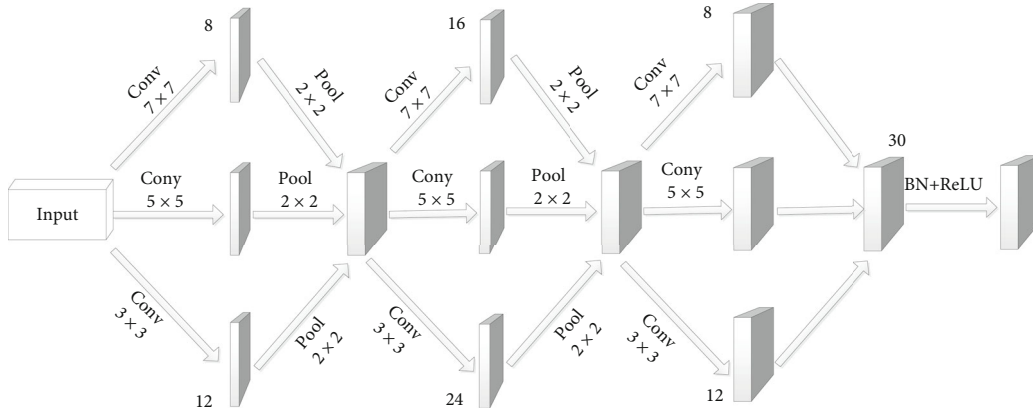 8
16
8
Conv
7 × 7
Pool
2 × 2
Conv
7 × 7
Pool
2 × 2
Conv
7 × 7
30
Input
Cony
5 × 5
Pool
2 × 2
Cony
5 × 5
Pool
2 × 2
Cony
5 × 5
BN+ReLU
Conv
3 × 3
Pool
2 × 2
Conv
3 × 3
Pool
2 × 2
Conv
3 × 3
12
24
12